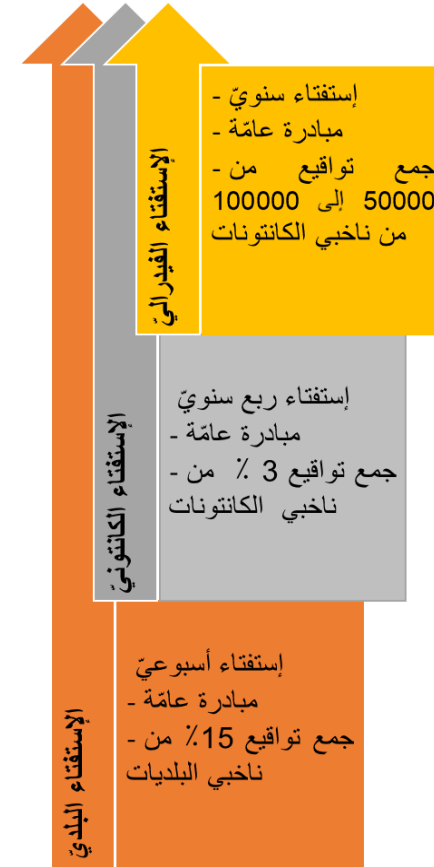 الإستفتاء الفيدراليّ
إستفتاء سنويّ -
مبادرة عامّة -
جمع تواقيع من -
50000 إلى 100000
من ناخبي الكانتونات
الإستفتاء الكانتونيّ
إستفتاء ربع سنويّ
مبادرة عامّة -
جمع تواقيع 3 ٪ من -
ناخبي الكانتونات
الإستفتاء البلديّ
إستفتاء أسبوعيّ
مبادرة عامّة -
جمع تواقيع 15٪ من -
ناخبي البلديات